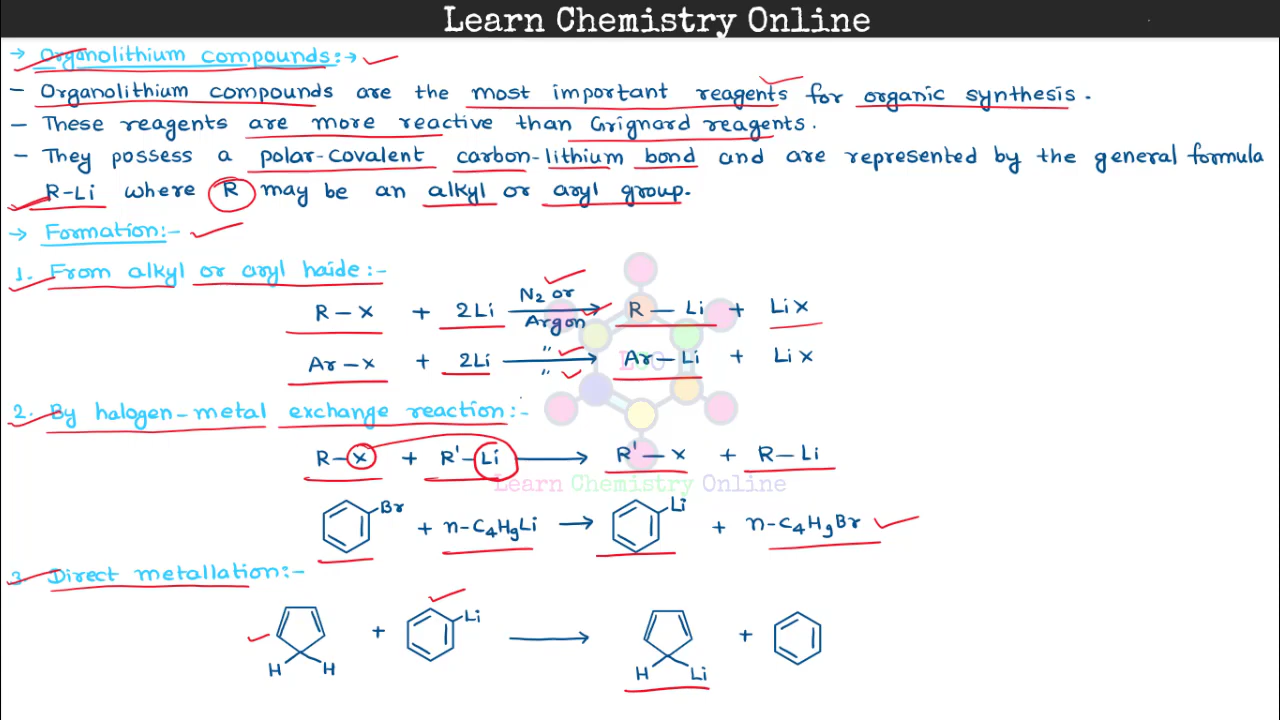 Learn Chemistry Online
→ Organolithium compounds:→
- Organolithium compounds are the most important reagents for organic synthesis.
- These reagents are more reactive than Grignard reagents.
- They possess a polar-covalent carbon-lithium bond and are represented by the general formula
R-Li where R may be an alkyl or aryl group.
→ Formation:-
1. From alkyl or aryl haide:-
R-X + 2Li N2 or Argon → R-Li + LiX
Ar-X + 2Li " " → Ar-Li + LiX
2. By halogen-metal exchange reaction:-
R-X + R'-Li → R'-X + R-Li
Learn Chemistry Online
Br + n-C4H9Li → Li + n-C4H9Br
3. Direct metallation:-
H H + Li → H Li +